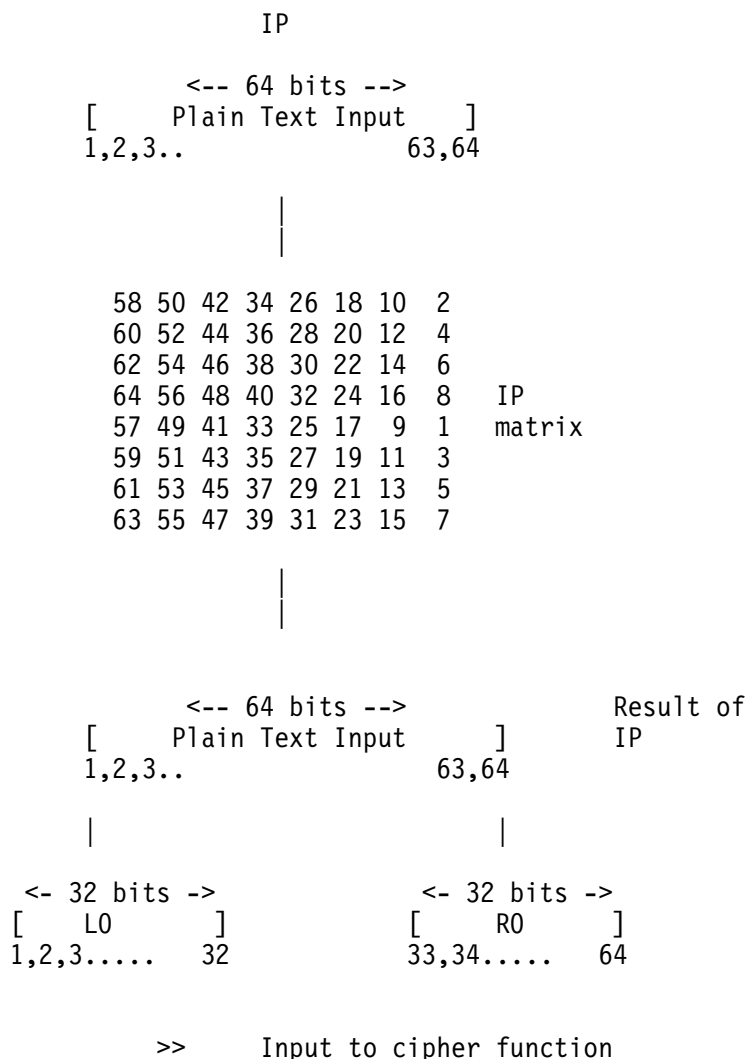 IP
<-- 64 bits -->
[ Plain Text Input ]
1,2,3.. 63,64
|
|
58 50 42 34 26 18 10 2
60 52 44 36 28 20 12 4
62 54 46 38 30 22 14 6
64 56 48 40 32 24 16 8 IP
57 49 41 33 25 17 9 1 matrix
59 51 43 35 27 19 11 3
61 53 45 37 29 21 13 5
63 55 47 39 31 23 15 7
|
|
<-- 64 bits --> Result of
[ Plain Text Input ] IP
1,2,3.. 63,64
| |
<- 32 bits -> <- 32 bits ->
[ L0 ] [ R0 ]
1,2,3..... 32 33,34..... 64
>> Input to cipher function